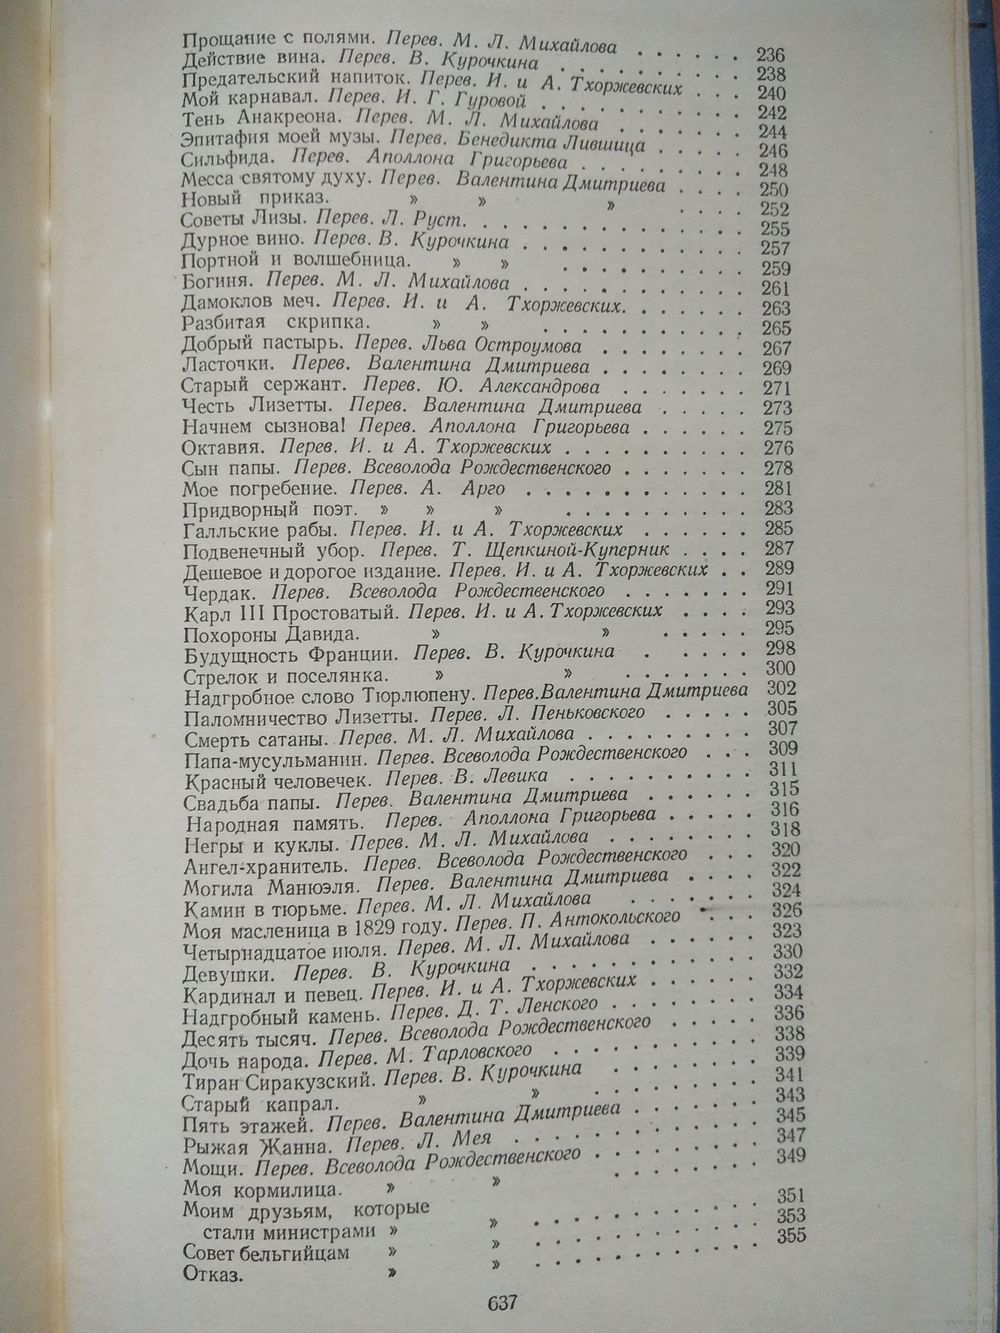 Прощание с полями. Перев. М. Л. Михайлова . . . . . . 236
Действие вина. Перев. В. Курочкина . . . . . . . . . 238
Предательский напиток. Перев. И. и А. Тхоржевских . . . 240
Мой карнавал. Перев. И. Г. Гуровой . . . . . . . . . 242
Тень Анакреона. Перев. М. Л. Михайлова . . . . . . . 244
Эпитафия моей музы. Перев. Бенедикта Лившица . . . . . 246
Сильфида. Перев. Аполлона Григорьева . . . . . . . . 248
Месса святому духу. Перев. Валентина Дмитриева . . . . 250
Новый приказ. » » » . . . . 252
Советы Лизы. Перев. Л. Руст. . . . . . . . . . . . . 255
Дурное вино. Перев. В. Курочкина . . . . . . . . . . 257
Портной и волшебница. » » . . . . . . . . . 259
Богиня. Перев. М. Л. Михайлова . . . . . . . . . . . 261
Дамоклов меч. Перев. И. и А. Тхоржевских. . . . . . . 263
Разбитая скрипка. » » . . . . . . . . . . 265
Добрый пастырь. Перев. Льва Остроумова . . . . . . . . 267
Ласточки. Перев. Валентина Дмитриева . . . . . . . . 269
Старый сержант. Перев. Ю. Александрова . . . . . . . 271
Честь Лизетты. Перев. Валентина Дмитриева . . . . . 273
Начнем сызнова! Перев. Аполлона Григорьева . . . . . . 275
Октавия. Перев. И. и А. Тхоржевских . . . . . . . . . . 276
Сын папы. Перев. Всеволода Рождественского . . . . . . . 278
Мое погребение. Перев. А. Арго . . . . . . . . . . . . 281
Придворный поэт. » » » . . . . . . . . . . 283
Галльские рабы. Перев. И. и А. Тхоржевских . . . . . . 285
Подвенечный убор. Перев. Т. Щепкиной-Куперник . . . . 287
Дешевое и дорогое издание. Перев. И. и А. Тхоржевских . . 289
Чердак. Перев. Всеволода Рождественского . . . . . . . 291
Карл III Простоватый. Перев. И. и А. Тхоржевских . . . . 293
Похороны Давида. » » . . . . . 295
Будущность Франции. Перев. В. Курочкина . . . . . 298
Стрелок и поселянка. » » . . . . . . . 300
Надгробное слово Тюрлюпену. Перев. Валентина Дмитриева 302
Паломничество Лизетты. Перев. Л. Пеньковского . . . . . 305
Смерть сатаны. Перев. М. Л. Михайлова . . . . . . . . . 307
Папа-мусульманин. Перев. Всеволода Рождественского . . . 309
Красный человечек. Перев. В. Левика . . . . . . . . . . 311
Свадьба папы. Перев. Валентина Дмитриева . . . . . . 315
Народная память. Перев. Аполлона Григорьева . . . . . 316
Негры и куклы. Перев. М. Л. Михайлова . . . . . . . . 318
Ангел-хранитель. Перев. Всеволода Рождественского . . . 320
Могила Манюэля. Перев. Валентина Дмитриева . . . . 322
Камин в тюрьме. Перев. М. Л. Михайлова . . . . . . . 324
Моя масленица в 1829 году. Перев. П. Антокольского . . . 326
Четырнадцатое июля. Перев. М. Л. Михайлова . . . . . . 323
Девушки. Перев. В. Курочкина . . . . . . . . . . . . 330
Кардинал и певец. Перев. И. и А. Тхоржевских . . . . . . 332
Надгробный камень. Перев. Д. Т. Ленского . . . . . . . . 334
Десять тысяч. Перев. Всеволода Рождественского . . . . . 336
Дочь народа. Перев. М. Тарловского . . . . . . . . . . . 338
Тиран Сиракузский. Перев. В. Курочкина . . . . . . . . 339
Старый капрал. » » . . . . . . . . . 341
Пять этажей. Перев. Валентина Дмитриева . . . . . . . 343
Рыжая Жанна. Перев. Л. Мея . . . . . . . . . . . . . 345
Мощи. Перев. Всеволода Рождественского . . . . . . . . 347
Моя кормилица. » » . . . . . . . . 349
Моим друзьям, которые
стали министрами » » . . . . . . . . . . . 351
Совет бельгийцам » » . . . . . . . . . . . 353
Отказ. » » . . . . . . . . . . . 355
637